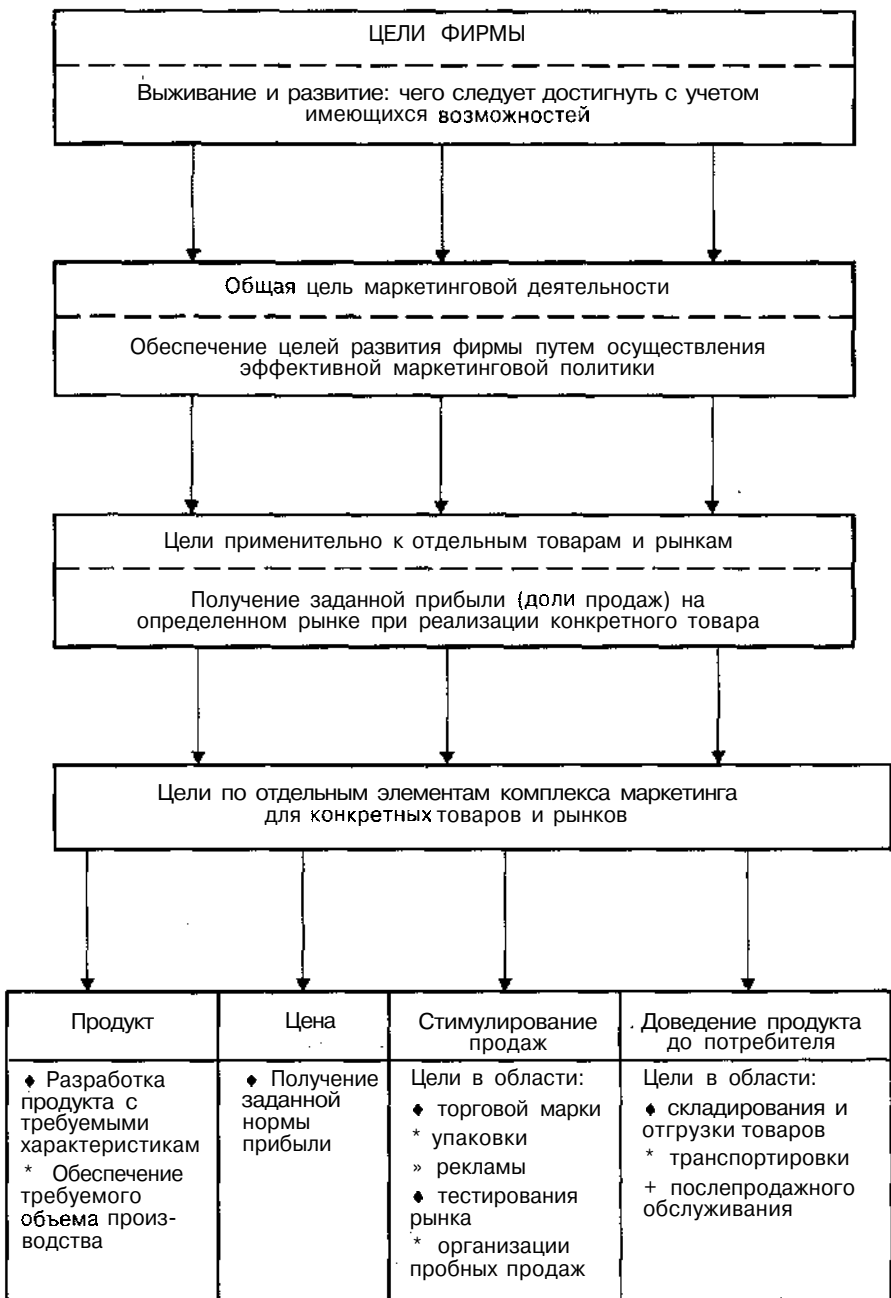 ЦЕЛИ ФИРМЫ
Выживание и развитие: чего следует достигнуть с учетом
имеющихся возможностей
Общая цель маркетинговой деятельности
Обеспечение целей развития фирмы путем осуществления
эффективной маркетинговой политики
Цели применительно к отдельным товарам и рынкам
Получение заданной прибыли (доли продаж) на
определенном рынке при реализации конкретного товара
Цели по отдельным элементам комплекса маркетинга
для конкретных товаров и рынков
Продукт
♦ Разработка
продукта с
требуемыми
характеристикам
* Обеспечение
требуемого
объема произ-
водства
Цена
♦ Получение
заданной
нормы
прибыли
Стимулирование
продаж
Цели в области:
♦ торговой марки
* упаковки
» рекламы
♦ тестирования
рынка
* организации
пробных продаж
Доведение продукта
до потребителя
Цели в области:
♦ складирования и
отгрузки товаров
* транспортировки
+ послепродажного
обслуживания